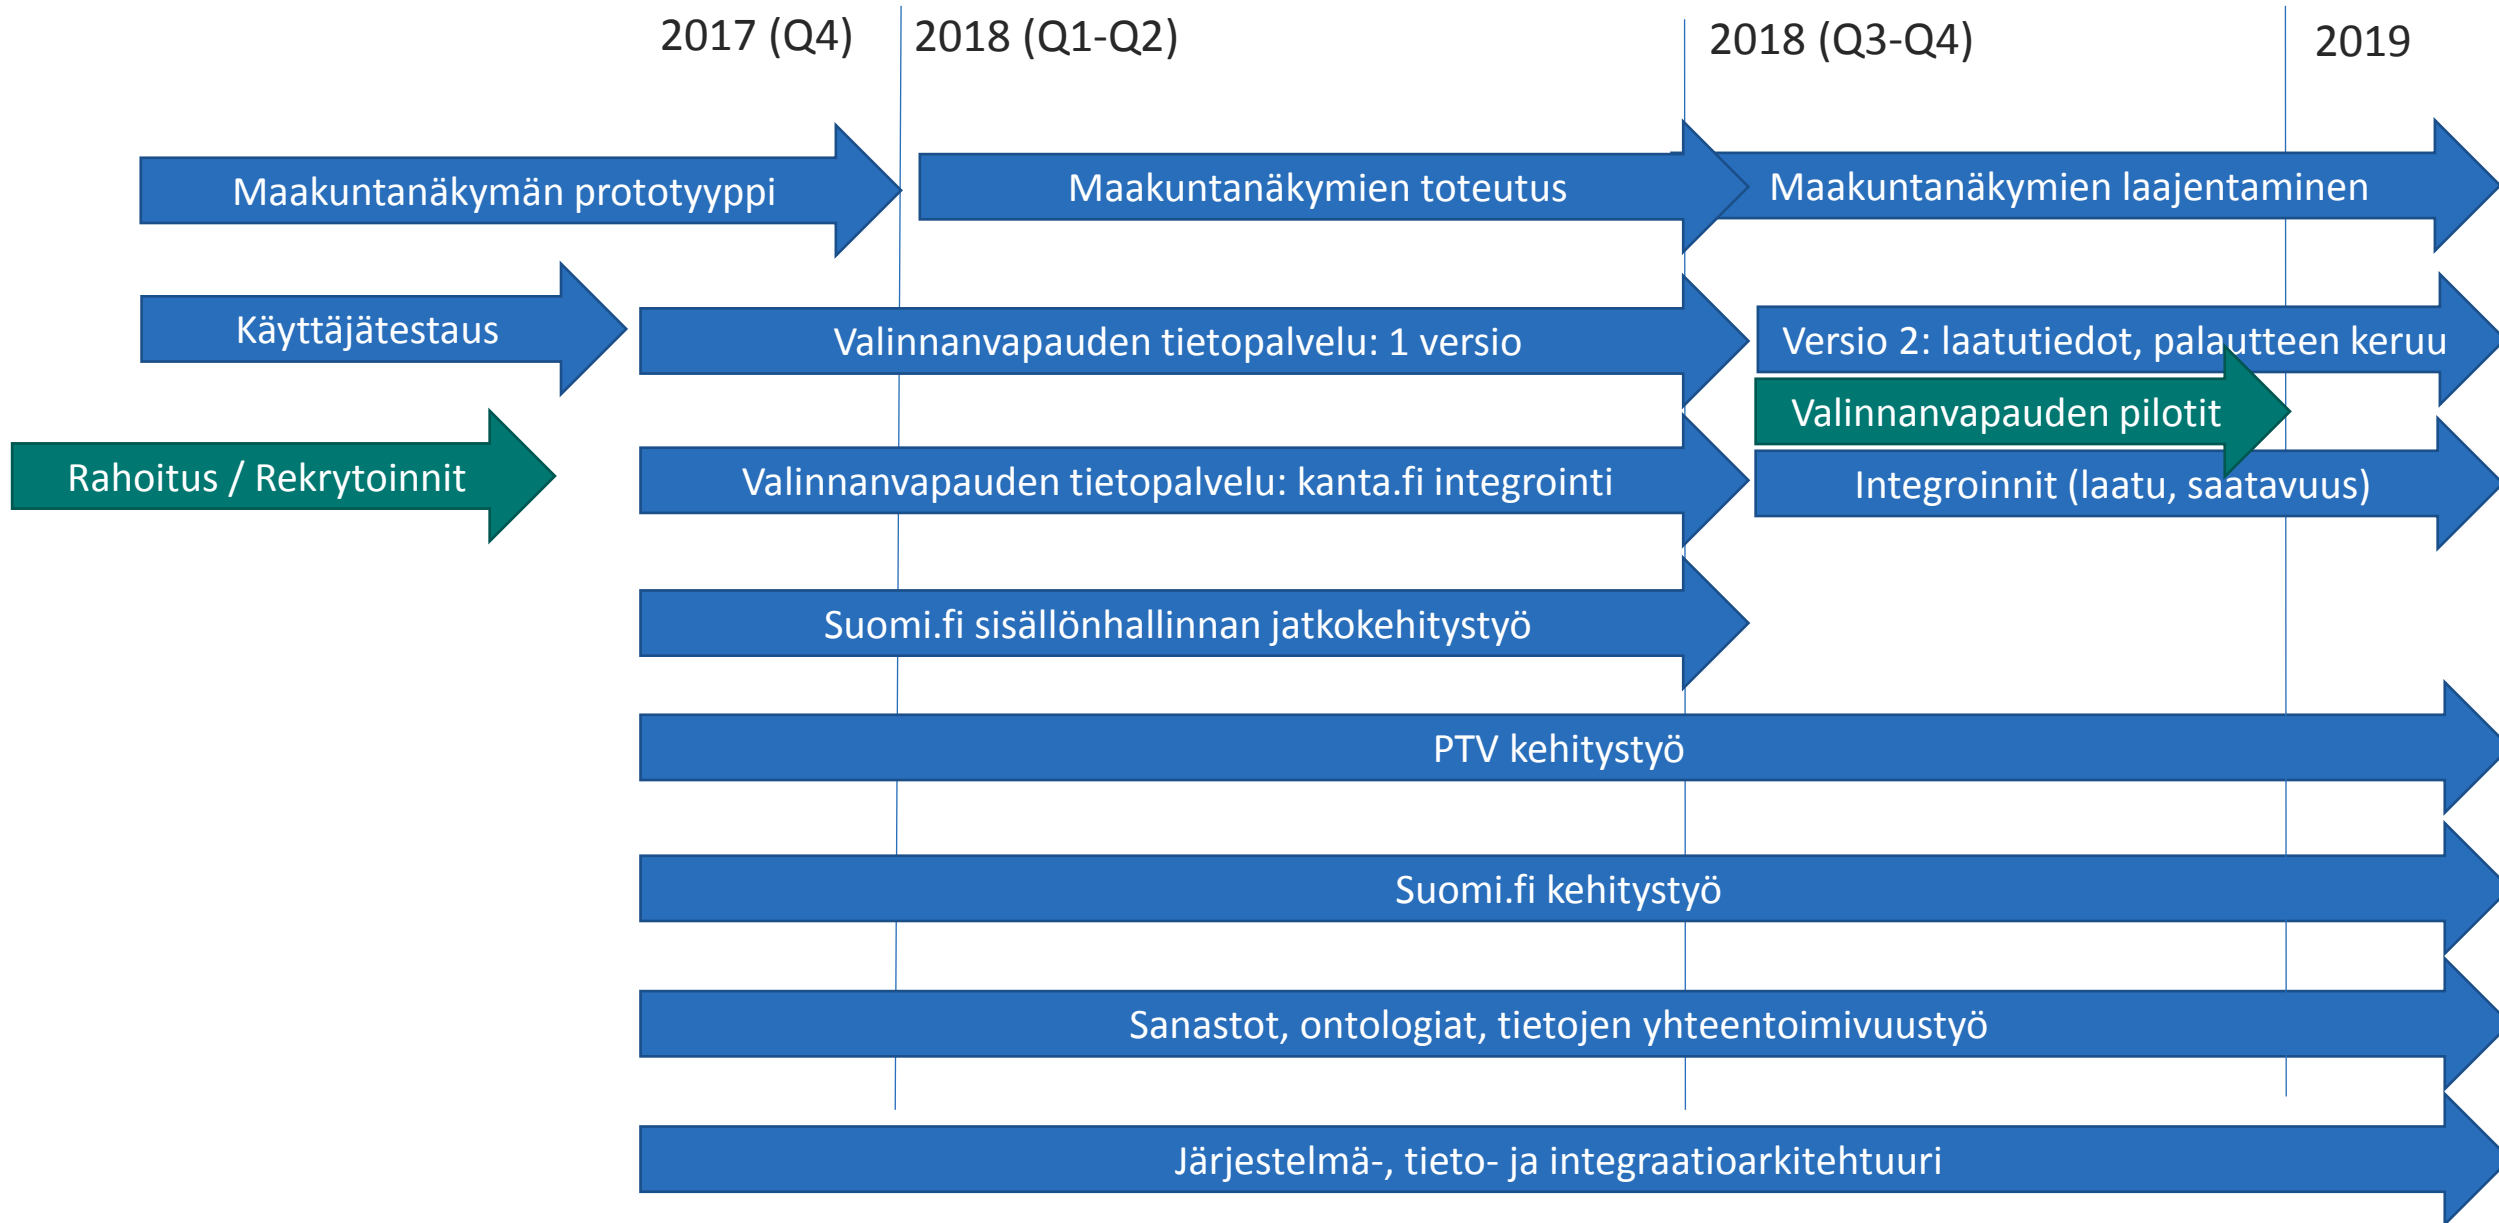 2017 (Q4)
2018 (Q1-Q2)
2018 (Q3-Q4)
2019
Maakuntanäkymän prototyyppi
Maakuntanäkymien toteutus
Maakuntanäkymien laajentaminen
Käyttäjätestaus
Valinnanvapauden tietopalvelu: 1 versio
Versio 2: laatutiedot, palautteen keruu
Valinnanvapauden pilotit
Rahoitus / Rekrytoinnit
Valinnanvapauden tietopalvelu: kanta.fi integrointi
Integroinnit (laatu, saatavuus)
Suomi.fi sisällönhallinnan jatkokehitystyö
PTV kehitystyö
Suomi.fi kehitystyö
Sanastot, ontologiat, tietojen yhteentoimivuustyö
Järjestelmä-, tieto- ja integraatioarkitehtuuri